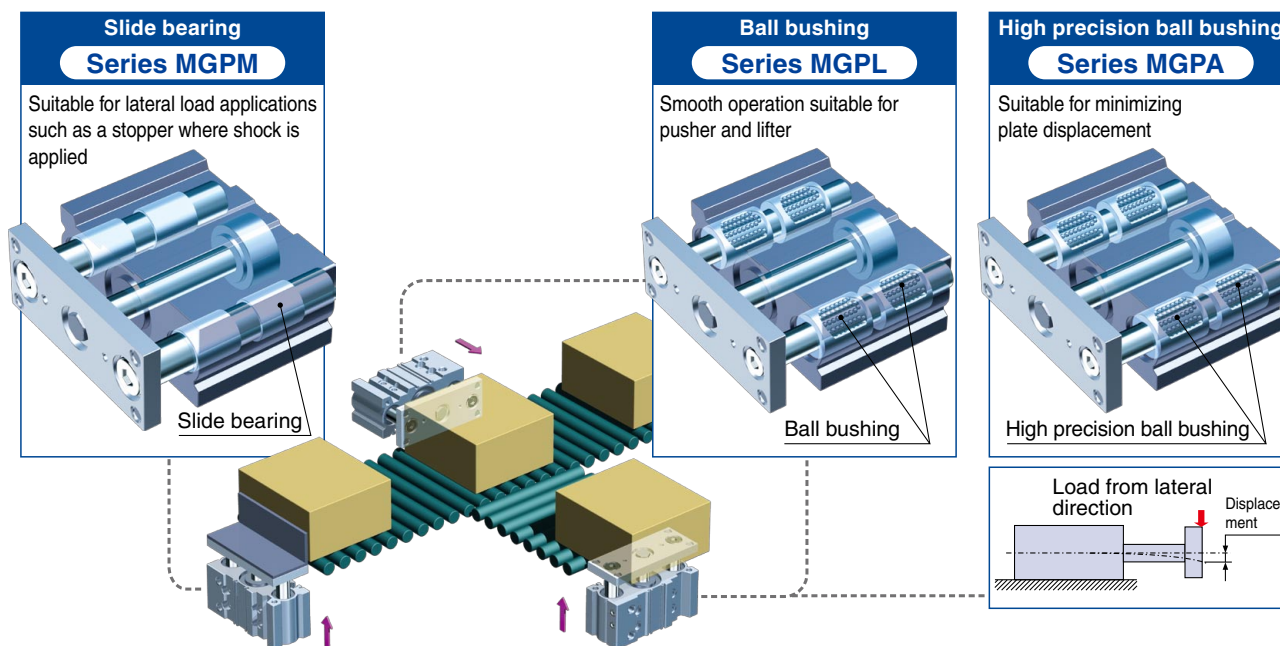 Slide bearing
Series MGPM
Suitable for lateral load applications
such as a stopper where shock is
applied
Slide bearing
Ball bushing
Series MGPL
Smooth operation suitable for
pusher and lifter
Ball bushing
High precision ball bushing
Series MGPA
Suitable for minimizing
plate displacement
High precision ball bushing
Load from lateral
direction
Displace
ment